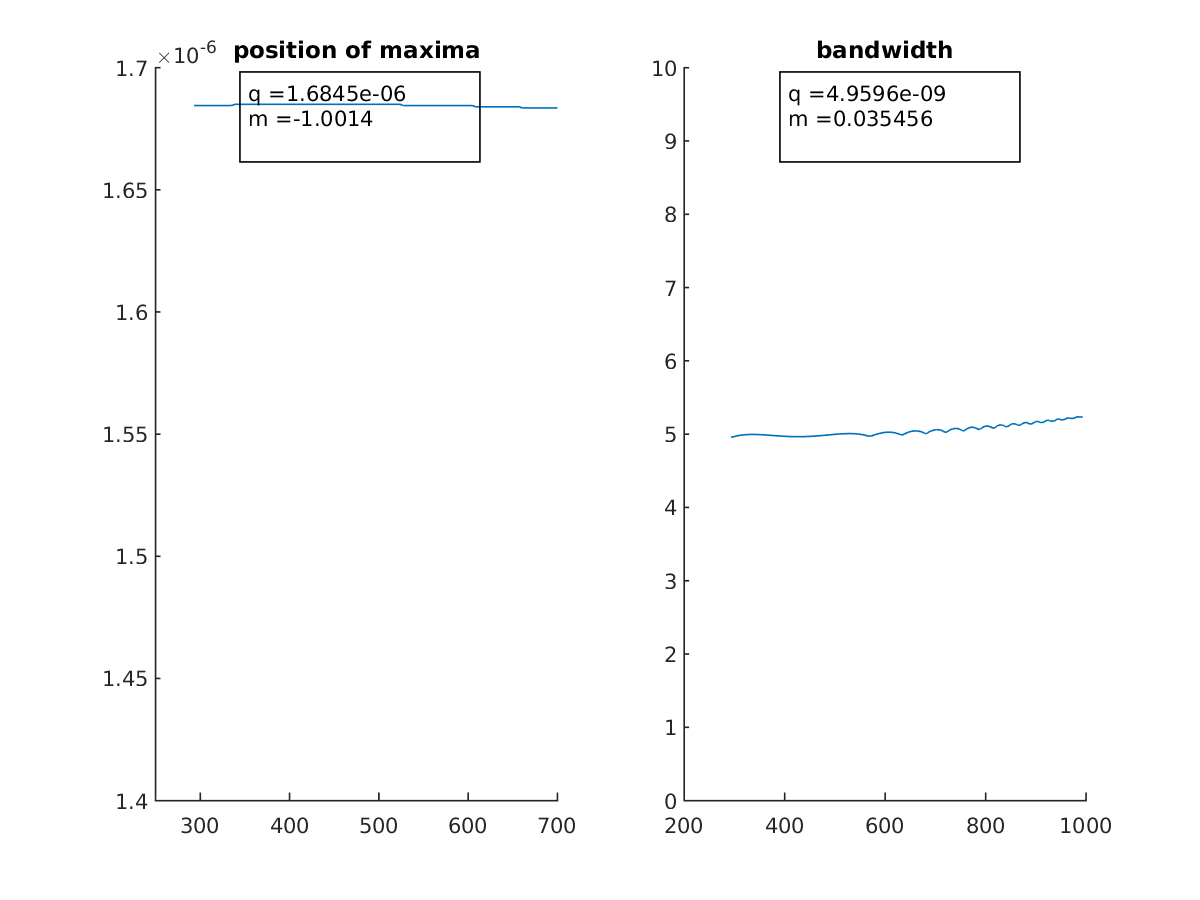 ×10-6
position of maxima
q =1.6845e-06
m =-1.0014
1.7
1.65
1.6
1.55
1.5
1.45
1.4
300 400 500 600 700
bandwidth
q =4.9596e-09
m =0.035456
10
9
8
7
6
5
4
3
2
1
0
200 400 600 800 1000